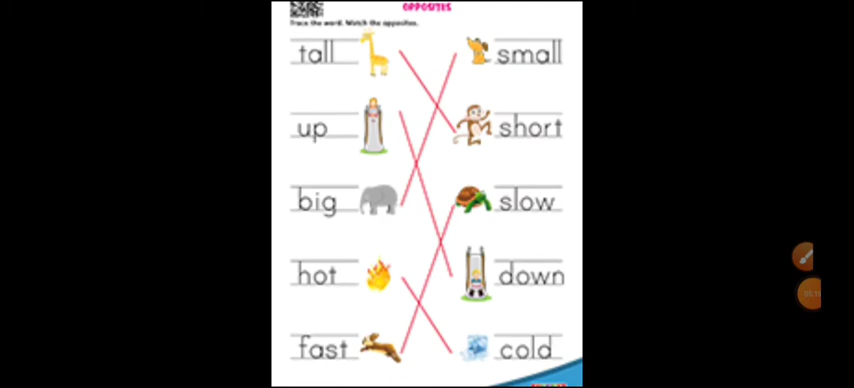 OPPOSITES
Trace the word. Match the opposites.
tall small
up short
big slow
hot down
fast cold